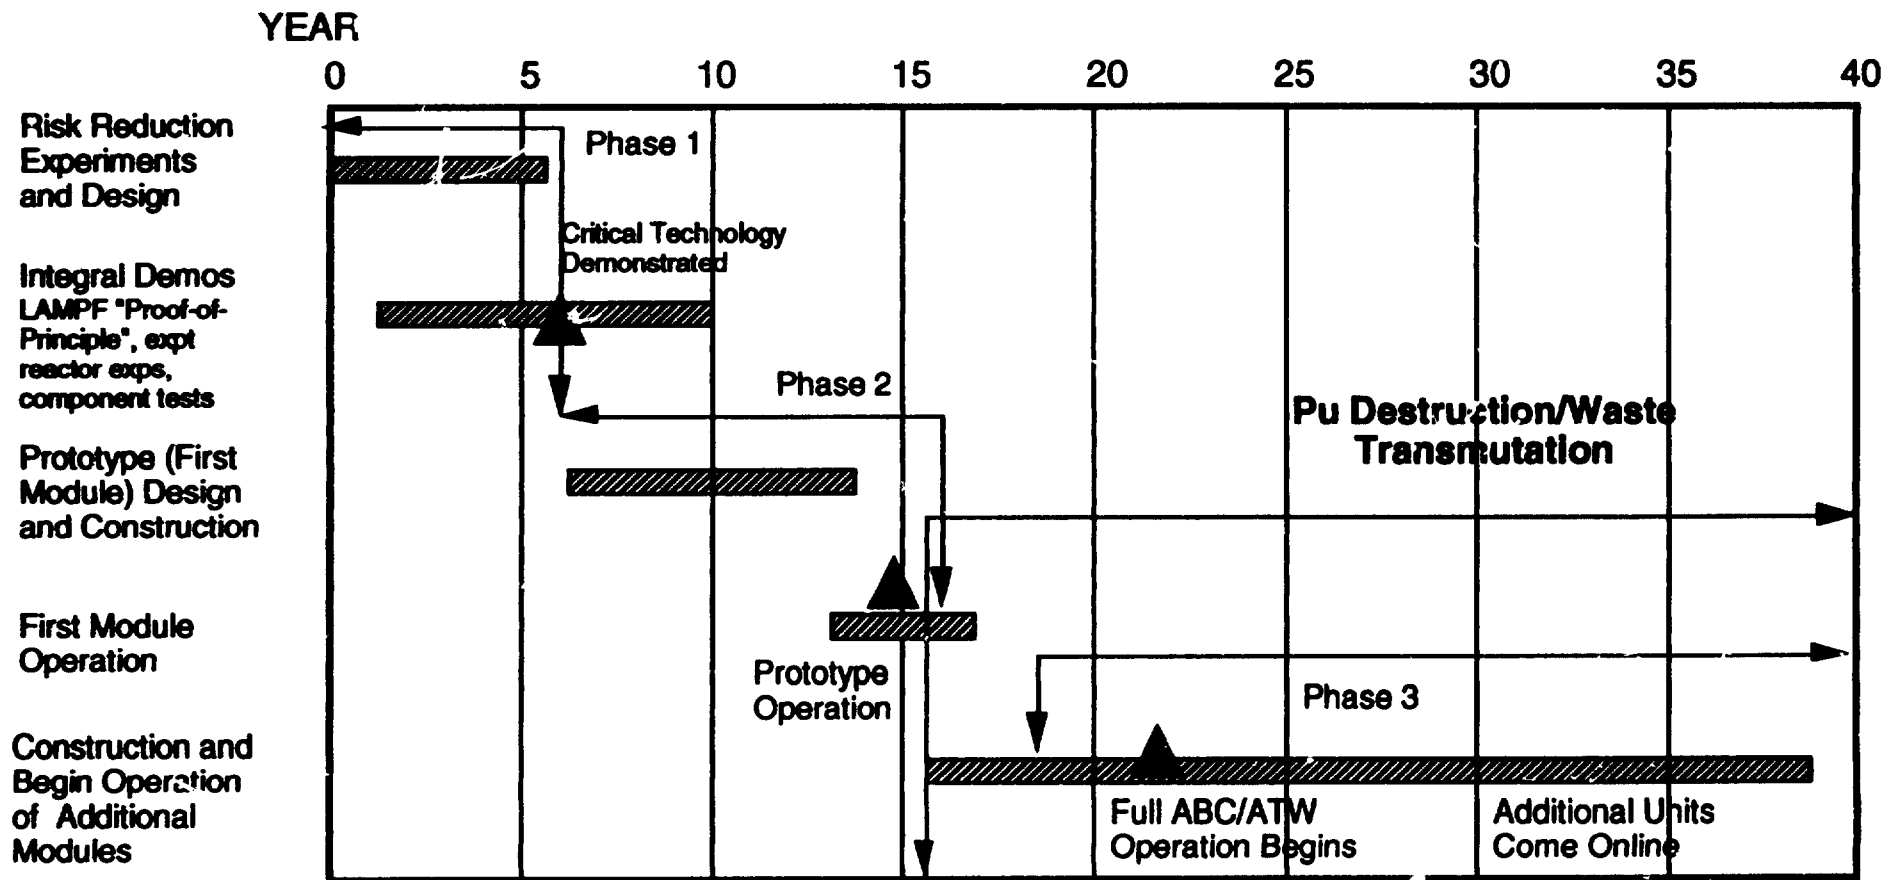 YEAR
0 5 10 15 20 25 30 35 40
Risk Reduction
Experiments
and Design
Phase 1
Critical Technology
Demonstrated
Integral Demos
LAMPF "Proof-of-
Principle", expt
reactor exps,
component tests
Phase 2
Pu Destruction/Waste
Transmutation
Prototype (First
Module) Design
and Construction
First Module
Operation
Prototype
Operation
Phase 3
Construction and
Begin Operation
of Additional
Modules
Full ABC/ATW
Operation Begins
Additional Units
Come Online